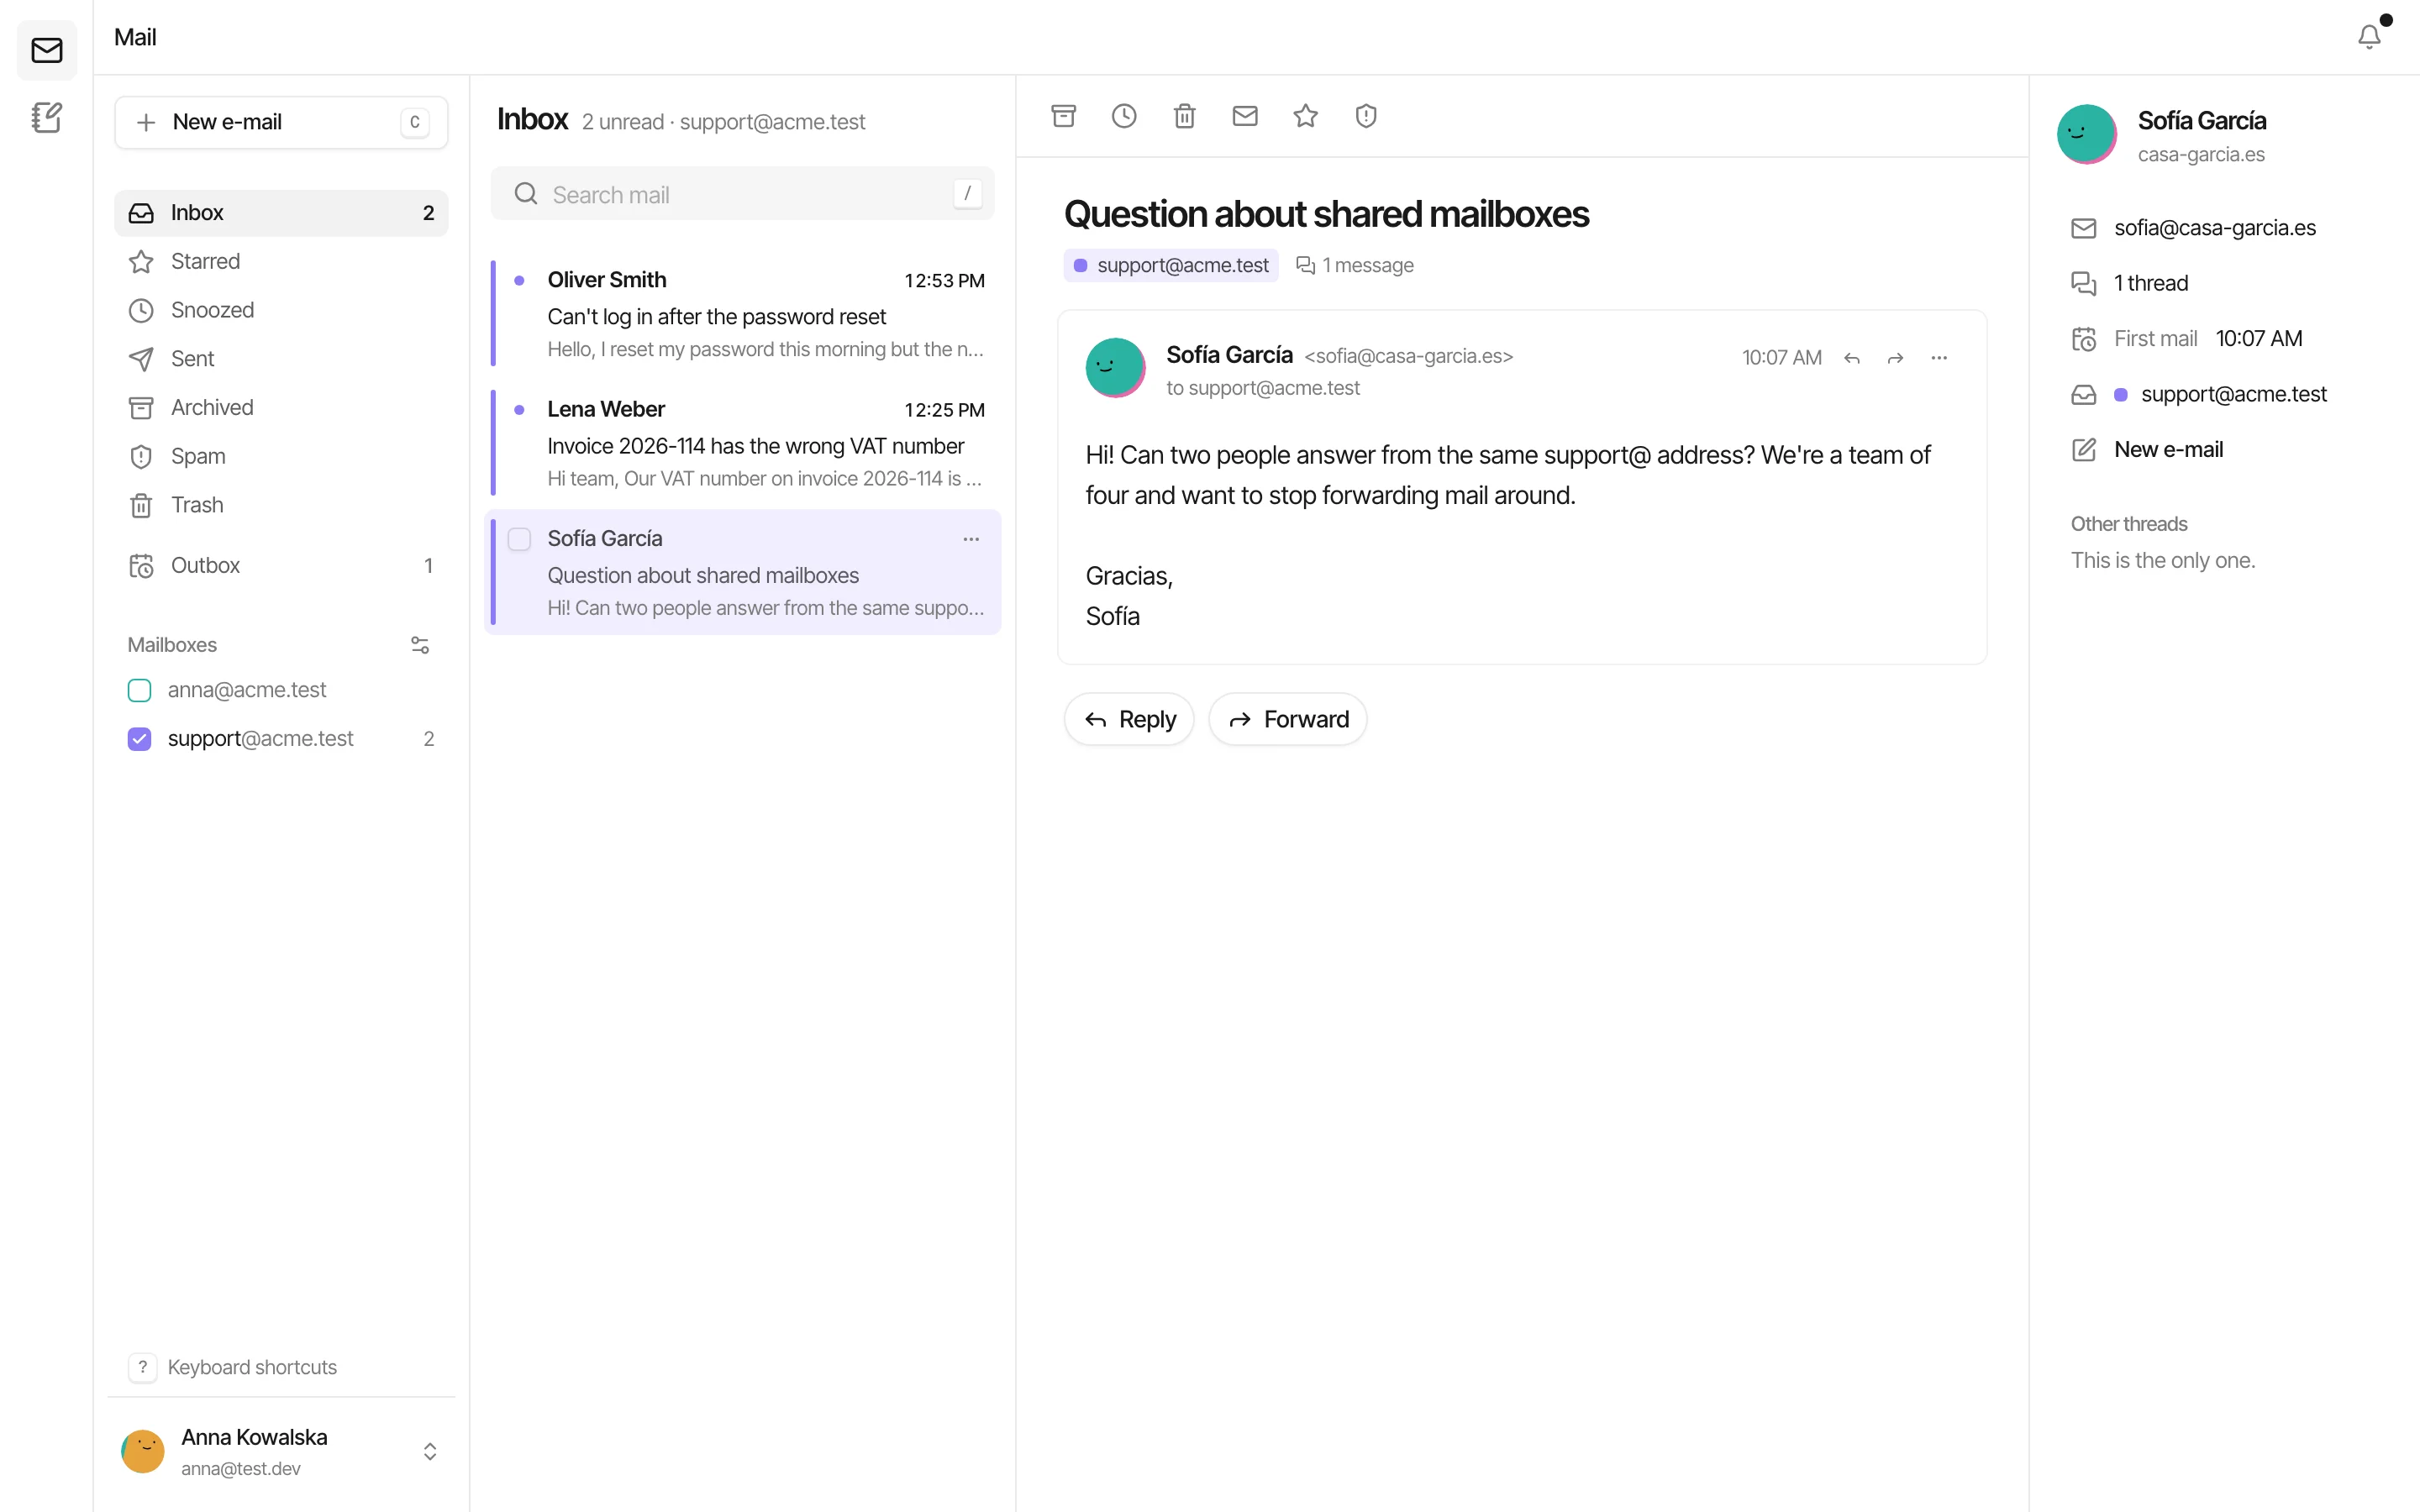 Mail
New e-mail C
Inbox 2
Starred
Snoozed
Sent
Archived
Spam
Trash
Outbox 1
Mailboxes
anna@acme.test
support@acme.test 2
? Keyboard shortcuts
Anna Kowalska
anna@test.dev
Inbox 2 unread · support@acme.test
Search mail /
Oliver Smith 12:53 PM
Can't log in after the password reset
Hello, I reset my password this morning but the n...
Lena Weber 12:25 PM
Invoice 2026-114 has the wrong VAT number
Hi team, Our VAT number on invoice 2026-114 is ...
Sofía García
Question about shared mailboxes
Hi! Can two people answer from the same suppo...
Question about shared mailboxes
support@acme.test 1 message
Sofía García <sofia@casa-garcia.es> 10:07 AM
to support@acme.test
Hi! Can two people answer from the same support@ address? We're a team of
four and want to stop forwarding mail around.
Gracias,
Sofía
Reply Forward
Sofía García
casa-garcia.es
sofia@casa-garcia.es
1 thread
First mail 10:07 AM
support@acme.test
New e-mail
Other threads
This is the only one.